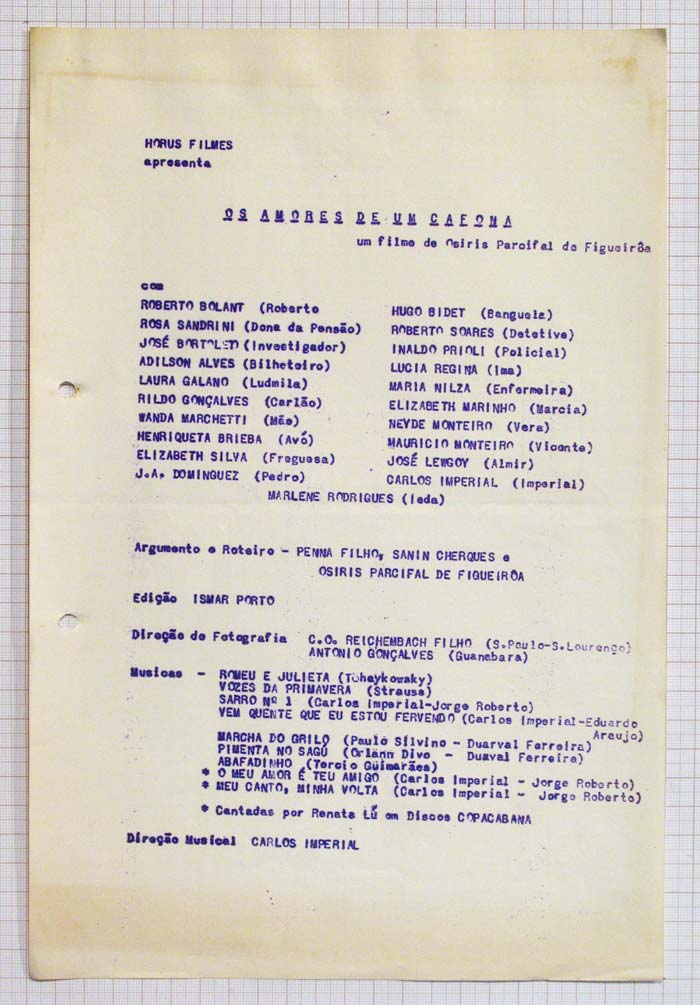 HORUS FILMES
apresenta
OS AMORES DE UM CAFONA
um filme de Osiris Parcifal de Figueirôa
com
ROBERTO BOLANT (Roberto
ROSA SANDRINI (Dona da Pensão)
JOSÉ BORTOLETO (Investigador)
ADILSON ALVES (Bilheteiro)
LAURA GALANO (Ludmila)
RILDO GONÇALVES (Carlão)
WANDA MARCHETTI (Mãe)
HENRIQUETA BRIEBA (Avó)
ELIZABETH SILVA (Freguesa)
J.A. DOMINGUEZ (Pedro)
HUGO BIDET (Banguela)
ROBERTO SOARES (Detetive)
INALDO PRIOLI (Policial)
LUCIA REGINA (Ima)
MARIA NILZA (Enfermeira)
ELIZABETH MARINHO (Marcia)
NEYDE MONTEIRO (Vera)
MAURICIO MONTEIRO (Vicente)
JOSÉ LEWGOY (Almir)
CARLOS IMPERIAL (Imperial)
MARLENE RODRIGUES (Ieda)
Argumento e Roteiro - PENNA FILHO, SANIN CHERQUES e
OSIRIS PARCIFAL DE FIGUEIRÔA
Edição ISMAR PORTO
Direção de Fotografia C.O. REICHEMBACH FILHO (S.Paulo-S.Lourenço)
ANTONIO GONÇALVES (Guanabara)
Musicas - ROMEU E JULIETA (Tchaykowsky)
VOZES DA PRIMAVERA (Strauss)
SARRO Nº 1 (Carlos Imperial-Jorge Roberto)
VEM QUENTE QUE EU ESTOU FERVENDO (Carlos Imperial-Eduardo
Araujo)
MARCHA DO GRILO (Paulo Silvino - Duarval Ferreira)
PIMENTA NO SAGÚ (Orlann Divo - Duaval Ferreira)
ABAFADINHO (Tercio Guimarães)
* O MEU AMOR É TEU AMIGO (Carlos Imperial - Jorge Roberto)
* MEU CANTO, MINHA VOLTA (Carlos Imperial - Jorge Roberto)
* Cantadas por Renata Lú em Discos COPACABANA
Direção Musical CARLOS IMPERIAL